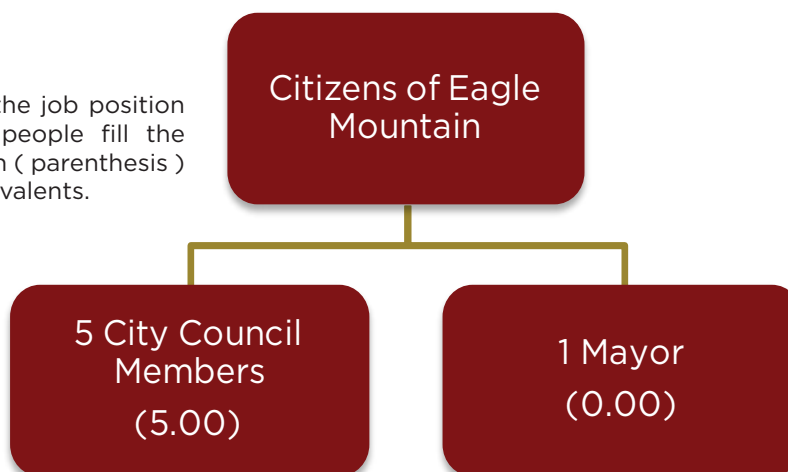 Citizens of Eagle
Mountain
the job position
people fill the
( parenthesis )
5 City Council
Members
(5.00)
1 Mayor
(0.00)